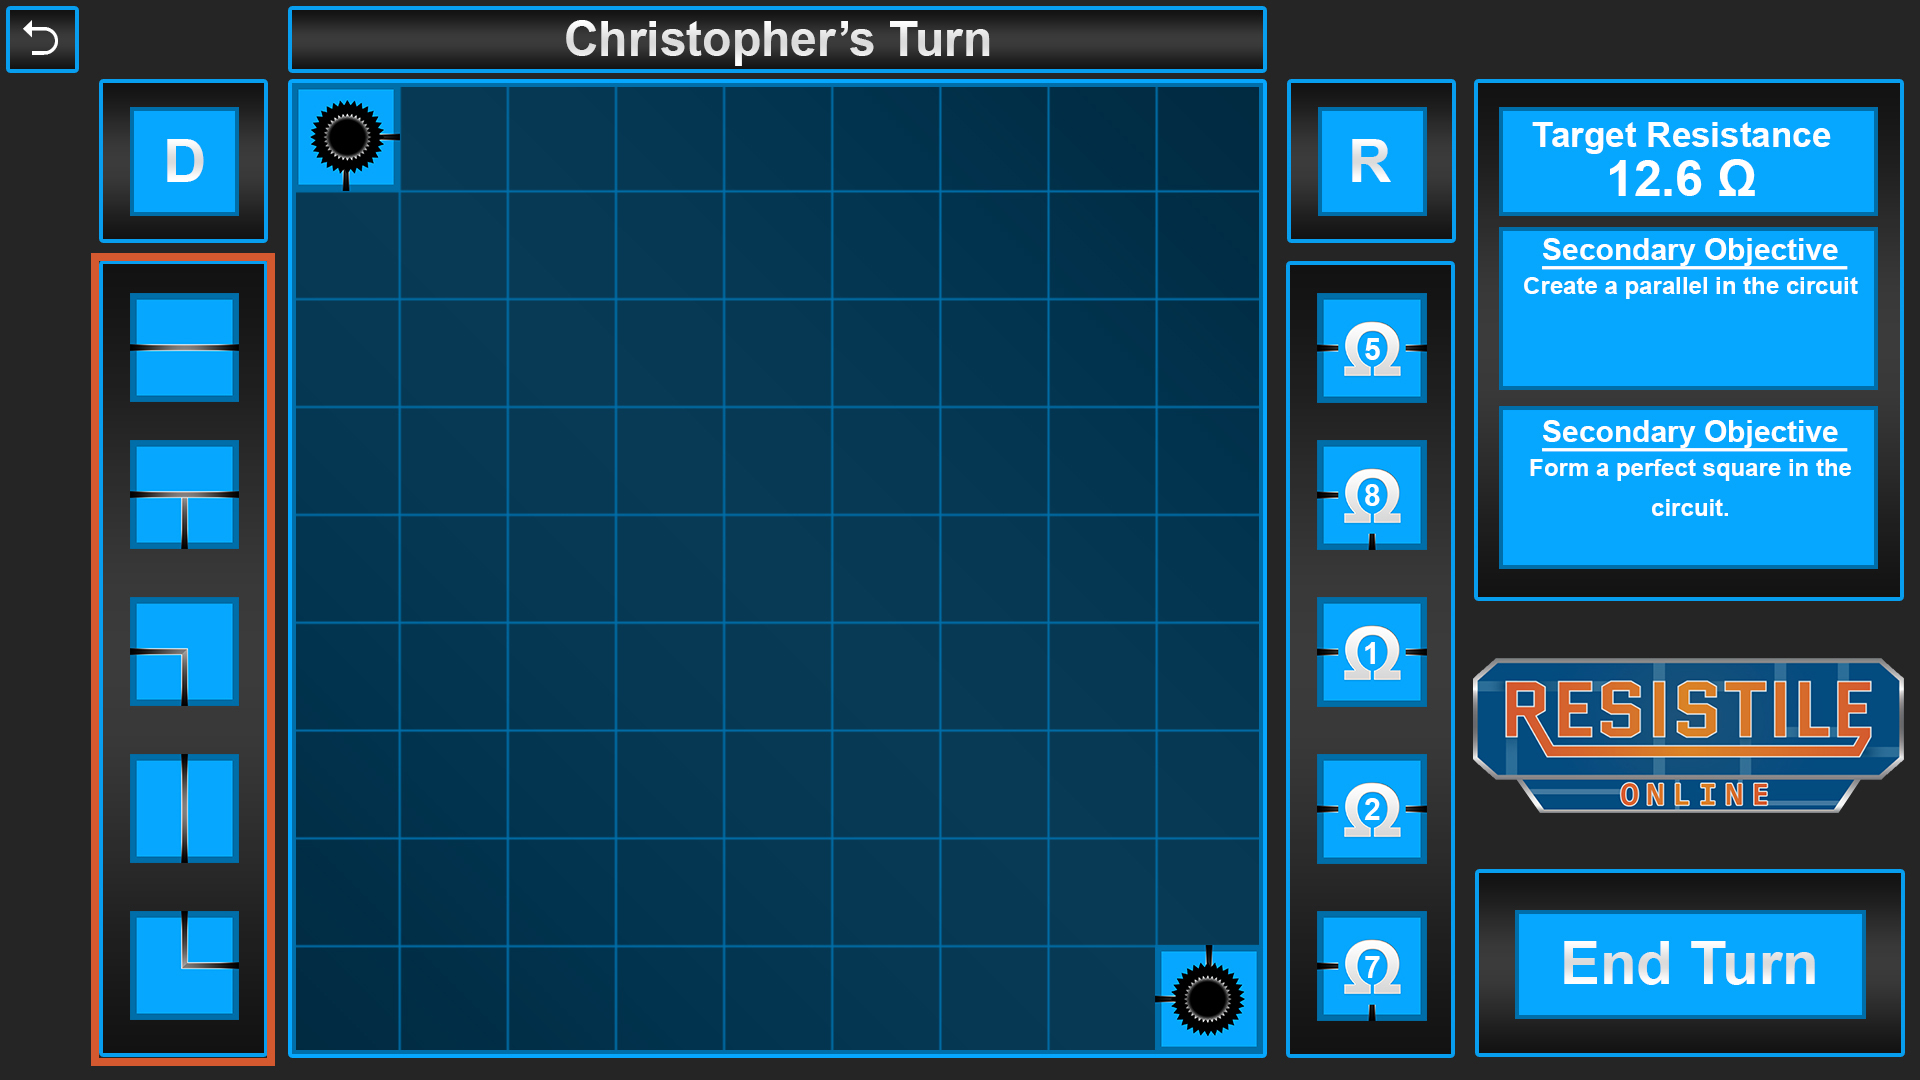 Christopher’s Turn
D
R
Target Resistance
12.6 Ω
Secondary Objective
Create a parallel in the circuit
Secondary Objective
Form a perfect square in the
circuit.
Ω 5
Ω 8
Ω 1
Ω 2
Ω 7
RESISTILE
ONLINE
End Turn